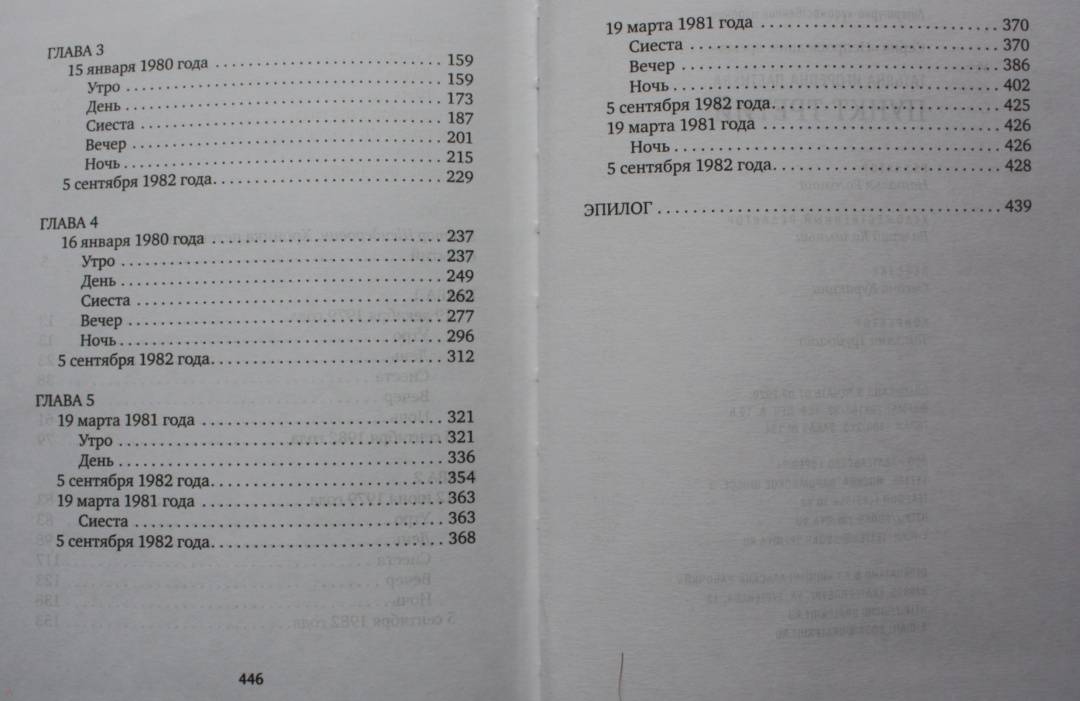 ГЛАВА 3
15 января 1980 года ........ 159
Утро ........ 159
День ........ 173
Сиеста ........ 187
Вечер ........ 201
Ночь ........ 215
5 сентября 1982 года ........ 229
ГЛАВА 4
16 января 1980 года ........ 237
Утро ........ 237
День ........ 249
Сиеста ........ 262
Вечер ........ 277
Ночь ........ 296
5 сентября 1982 года ........ 312
ГЛАВА 5
19 марта 1981 года ........ 321
Утро ........ 321
День ........ 336
5 сентября 1982 года ........ 354
19 марта 1981 года ........ 363
Сиеста ........ 363
5 сентября 1982 года ........ 368
446
19 марта 1981 года ........ 370
Сиеста ........ 370
Вечер ........ 386
Ночь ........ 402
5 сентября 1982 года ........ 425
19 марта 1981 года ........ 426
Ночь ........ 426
5 сентября 1982 года ........ 428
ЭПИЛОГ ........ 439